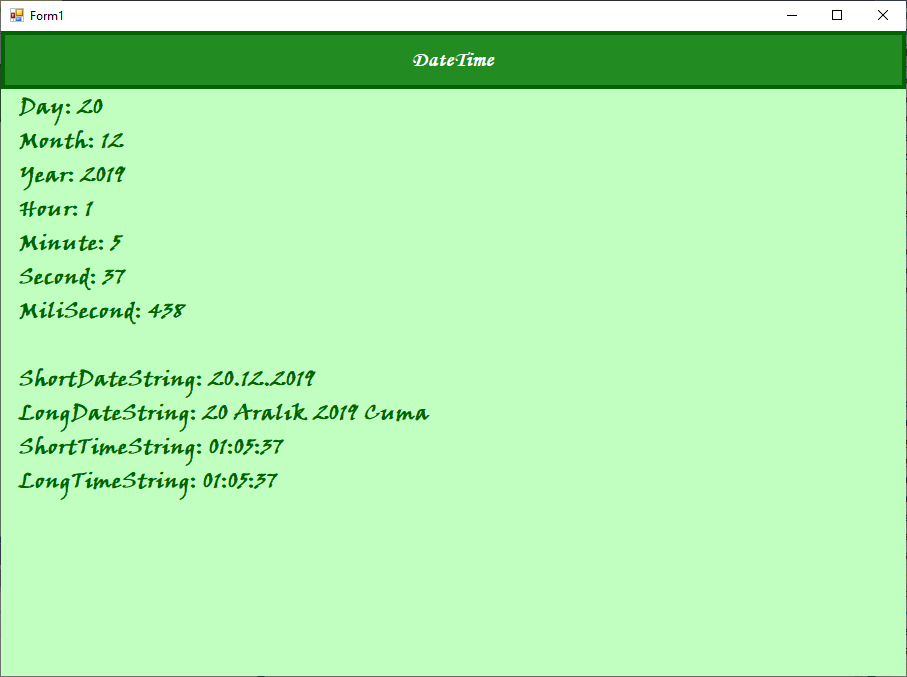 Form1
DateTime
Day: 20
Month: 12
Year: 2019
Hour: 1
Minute: 5
Second: 37
MiliSecond: 438
ShortDateString: 20.12.2019
LongDateString: 20 Aralık 2019 Cuma
ShortTimeString: 01:05:37
LongTimeString: 01:05:37